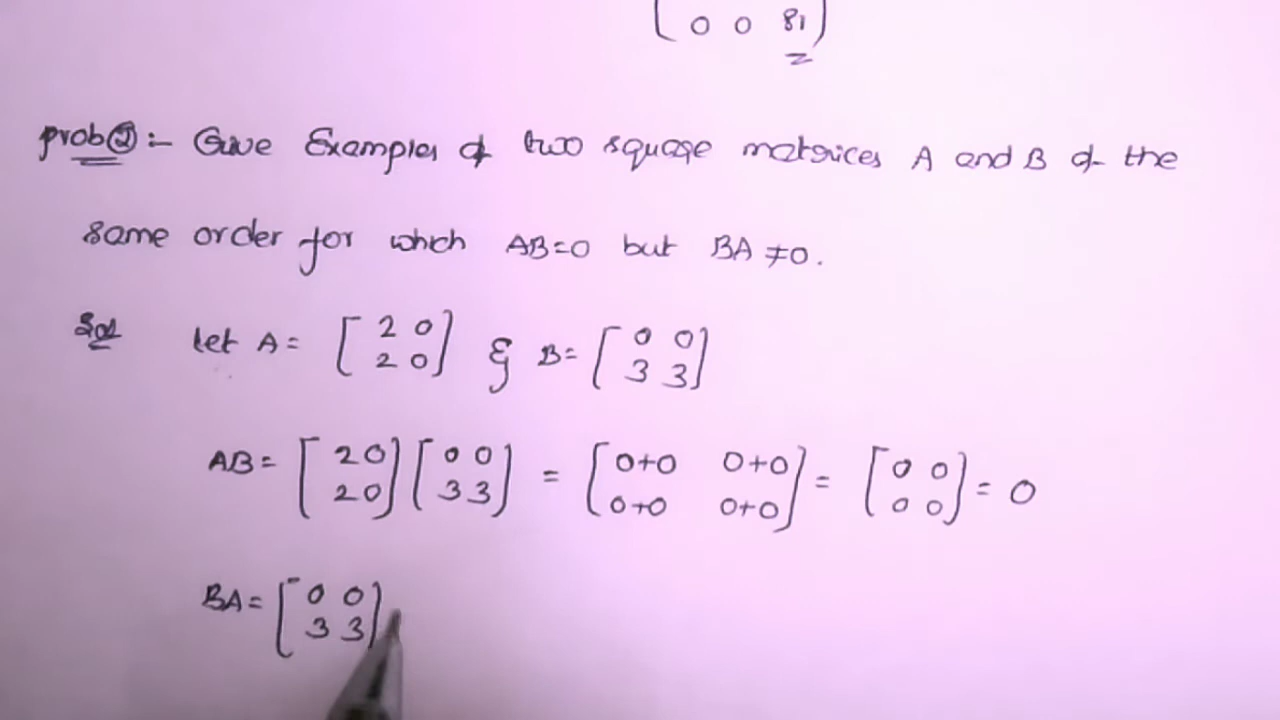 0 0 81
prob②:- Give Examples of two square matrices A and B of the
same order for which AB=0 but BA≠0.
Sol let A = [2 0; 2 0] & B = [0 0; 3 3]
AB = [2 0; 2 0] [0 0; 3 3] = [0+0 0+0; 0+0 0+0] = [0 0; 0 0] = 0
BA = [0 0; 3 3]